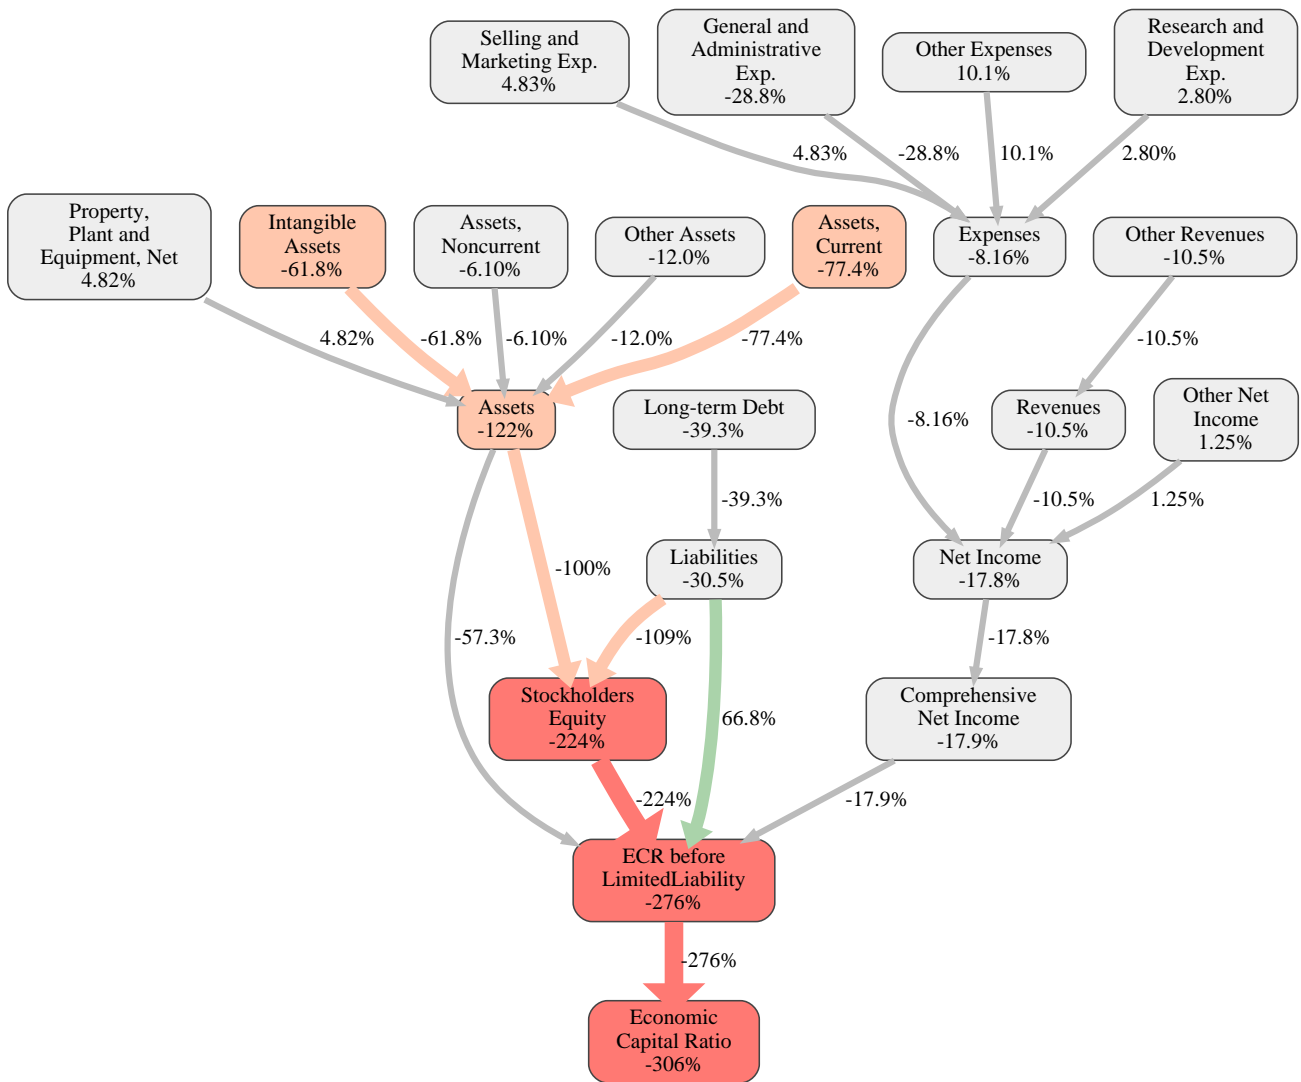 Selling and
Marketing Exp.
4.83%
General and
Administrative
Exp.
-28.8%
Other Expenses
10.1%
Research and
Development
Exp.
2.80%
4.83%
-28.8%
10.1%
2.80%
Property,
Plant and
Equipment, Net
4.82%
Intangible
Assets
-61.8%
Assets,
Noncurrent
-6.10%
Other Assets
-12.0%
Assets,
Current
-77.4%
Expenses
-8.16%
Other Revenues
-10.5%
4.82%
-61.8%
-6.10%
-12.0%
-77.4%
-10.5%
Assets
-122%
Long-term Debt
-39.3%
-8.16%
Revenues
-10.5%
Other Net
Income
1.25%
-39.3%
-10.5%
1.25%
-100%
Liabilities
-30.5%
Net Income
-17.8%
-57.3%
-109%
-17.8%
Stockholders
Equity
-224%
66.8%
Comprehensive
Net Income
-17.9%
-224%
-17.9%
ECR before
LimitedLiability
-276%
-276%
Economic
Capital Ratio
-306%